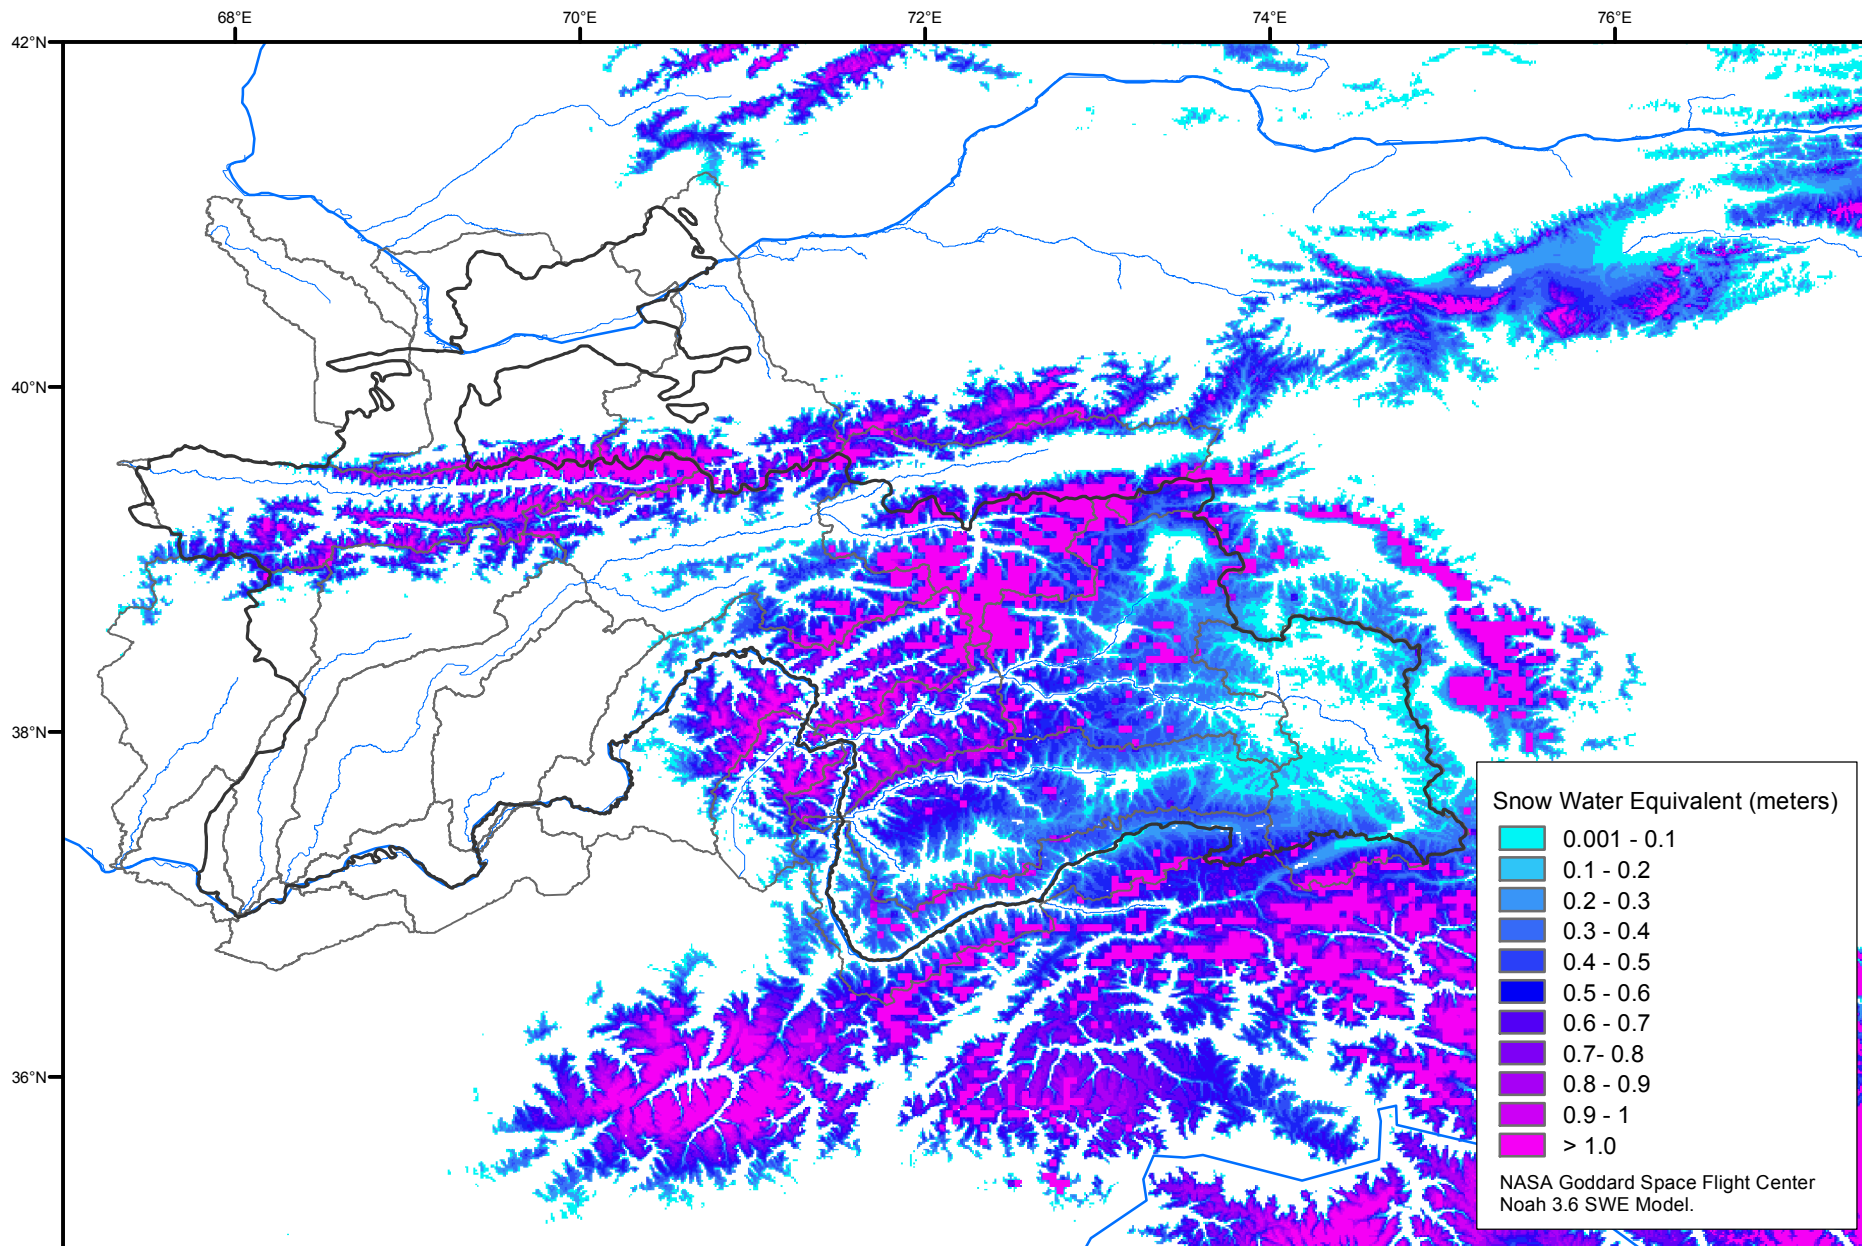 68°E
70°E
72°E
74°E
76°E
42°N
40°N
38°N
36°N
Snow Water Equivalent (meters)
0.001 - 0.1
0.1 - 0.2
0.2 - 0.3
0.3 - 0.4
0.4 - 0.5
0.5 - 0.6
0.6 - 0.7
0.7- 0.8
0.8 - 0.9
0.9 - 1
> 1.0
NASA Goddard Space Flight Center
Noah 3.6 SWE Model.